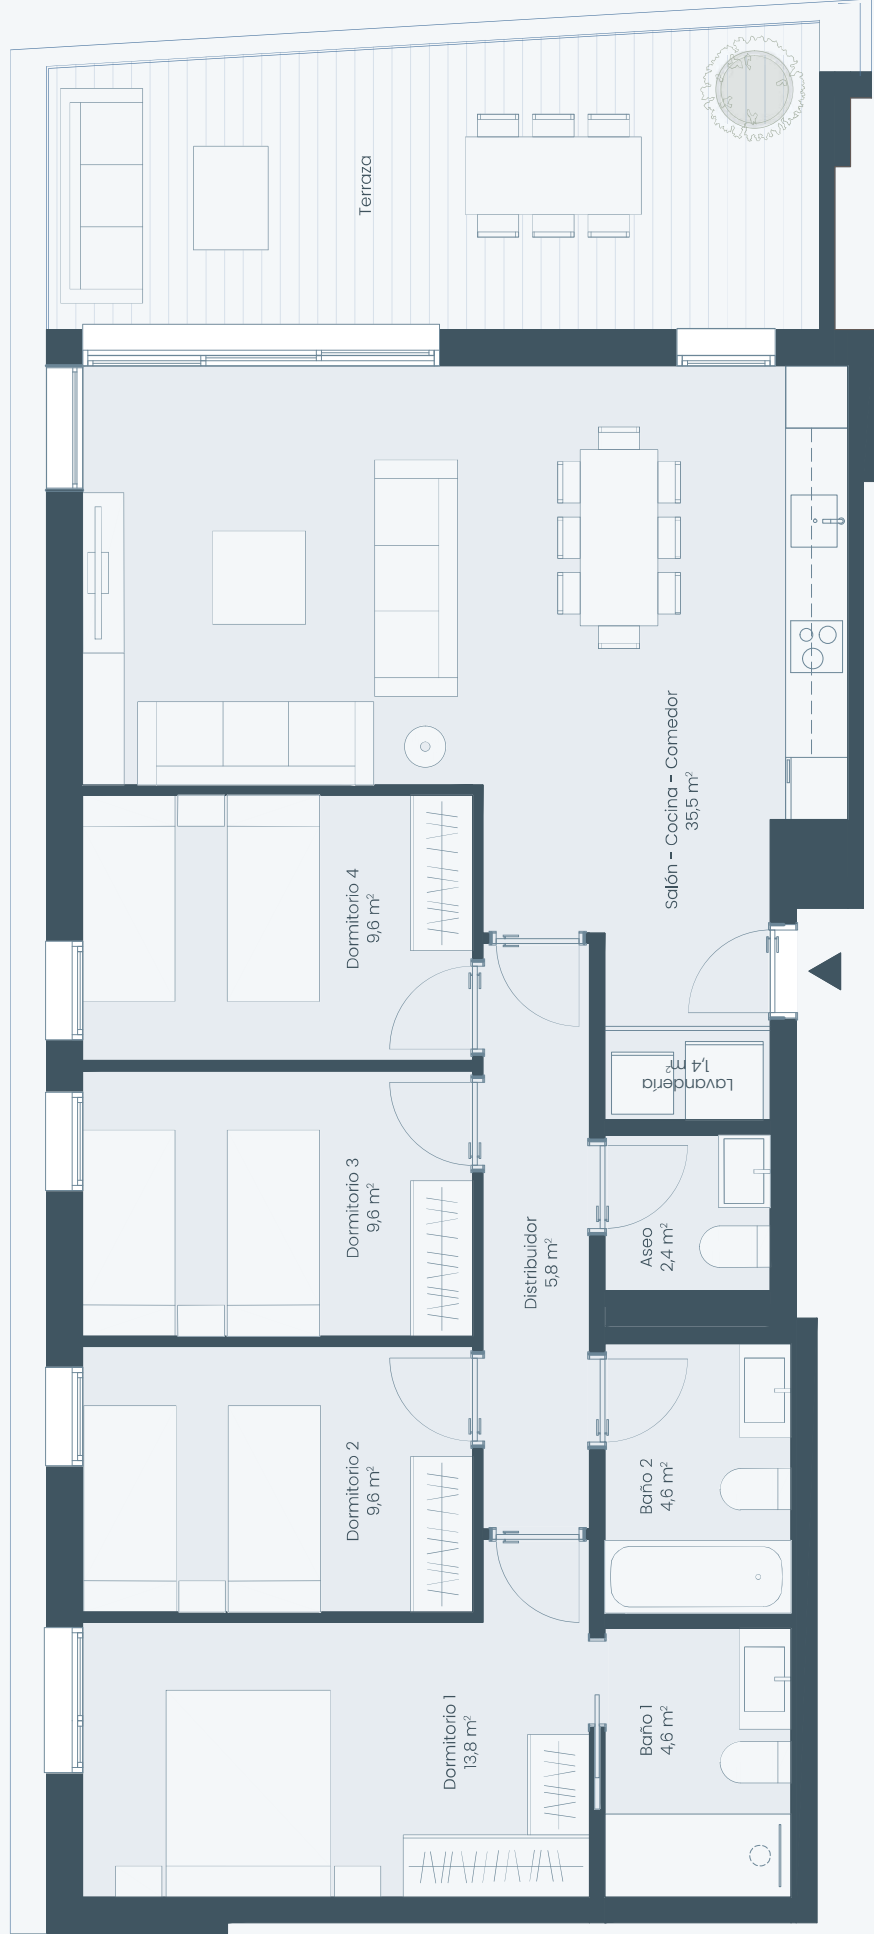 Terraza
Salón - Cocina - Comedor
35,5 m²
Dormitorio 4
9,6 m²
Lavandería
1,4 m²
Dormitorio 3
9,6 m²
Distribuidor
5,8 m²
Aseo
2,4 m²
Dormitorio 2
9,6 m²
Baño 2
4,6 m²
Dormitorio 1
13,8 m²
Baño 1
4,6 m²